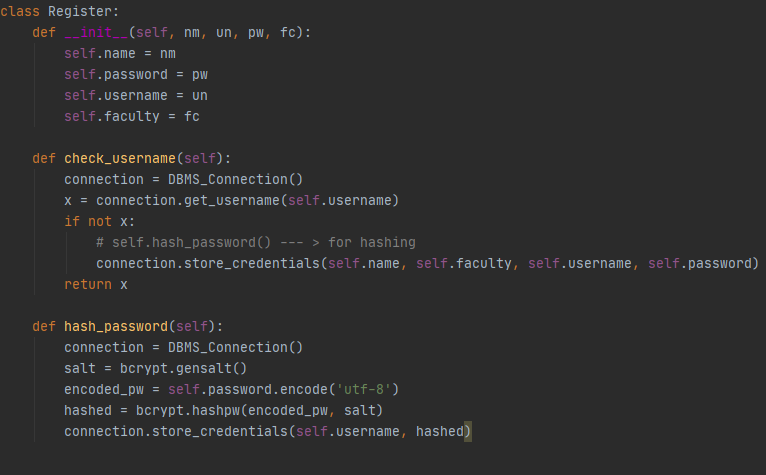 class Register:
    def __init__(self, nm, un, pw, fc):
        self.name = nm
        self.password = pw
        self.username = un
        self.faculty = fc

    def check_username(self):
        connection = DBMS_Connection()
        x = connection.get_username(self.username)
        if not x:
            # self.hash_password() --- > for hashing
            connection.store_credentials(self.name, self.faculty, self.username, self.password)
        return x

    def hash_password(self):
        connection = DBMS_Connection()
        salt = bcrypt.gensalt()
        encoded_pw = self.password.encode('utf-8')
        hashed = bcrypt.hashpw(encoded_pw, salt)
        connection.store_credentials(self.username, hashed)